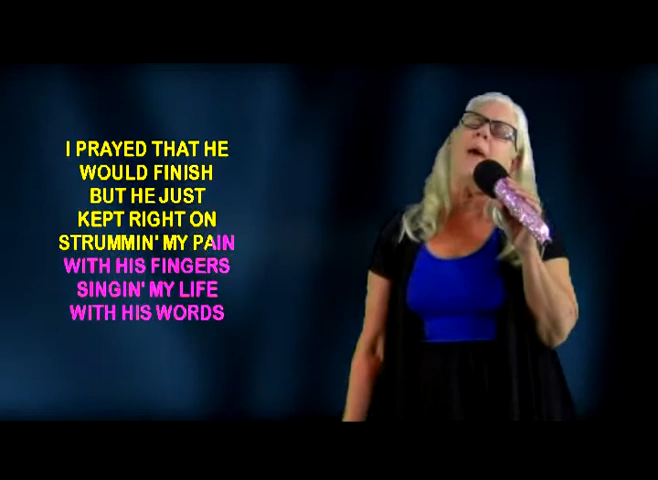 I PRAYED THAT HE
WOULD FINISH
BUT HE JUST
KEPT RIGHT ON
STRUMMIN' MY PAIN
WITH HIS FINGERS
SINGIN' MY LIFE
WITH HIS WORDS